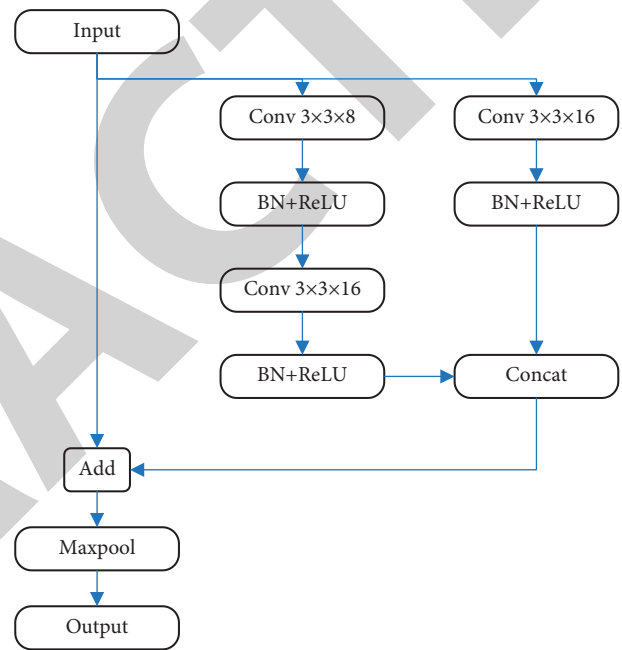 Input
Conv 3×3×8
Conv 3×3×16
BN+ReLU
BN+ReLU
Conv 3×3×16
BN+ReLU
Concat
Add
Maxpool
Output